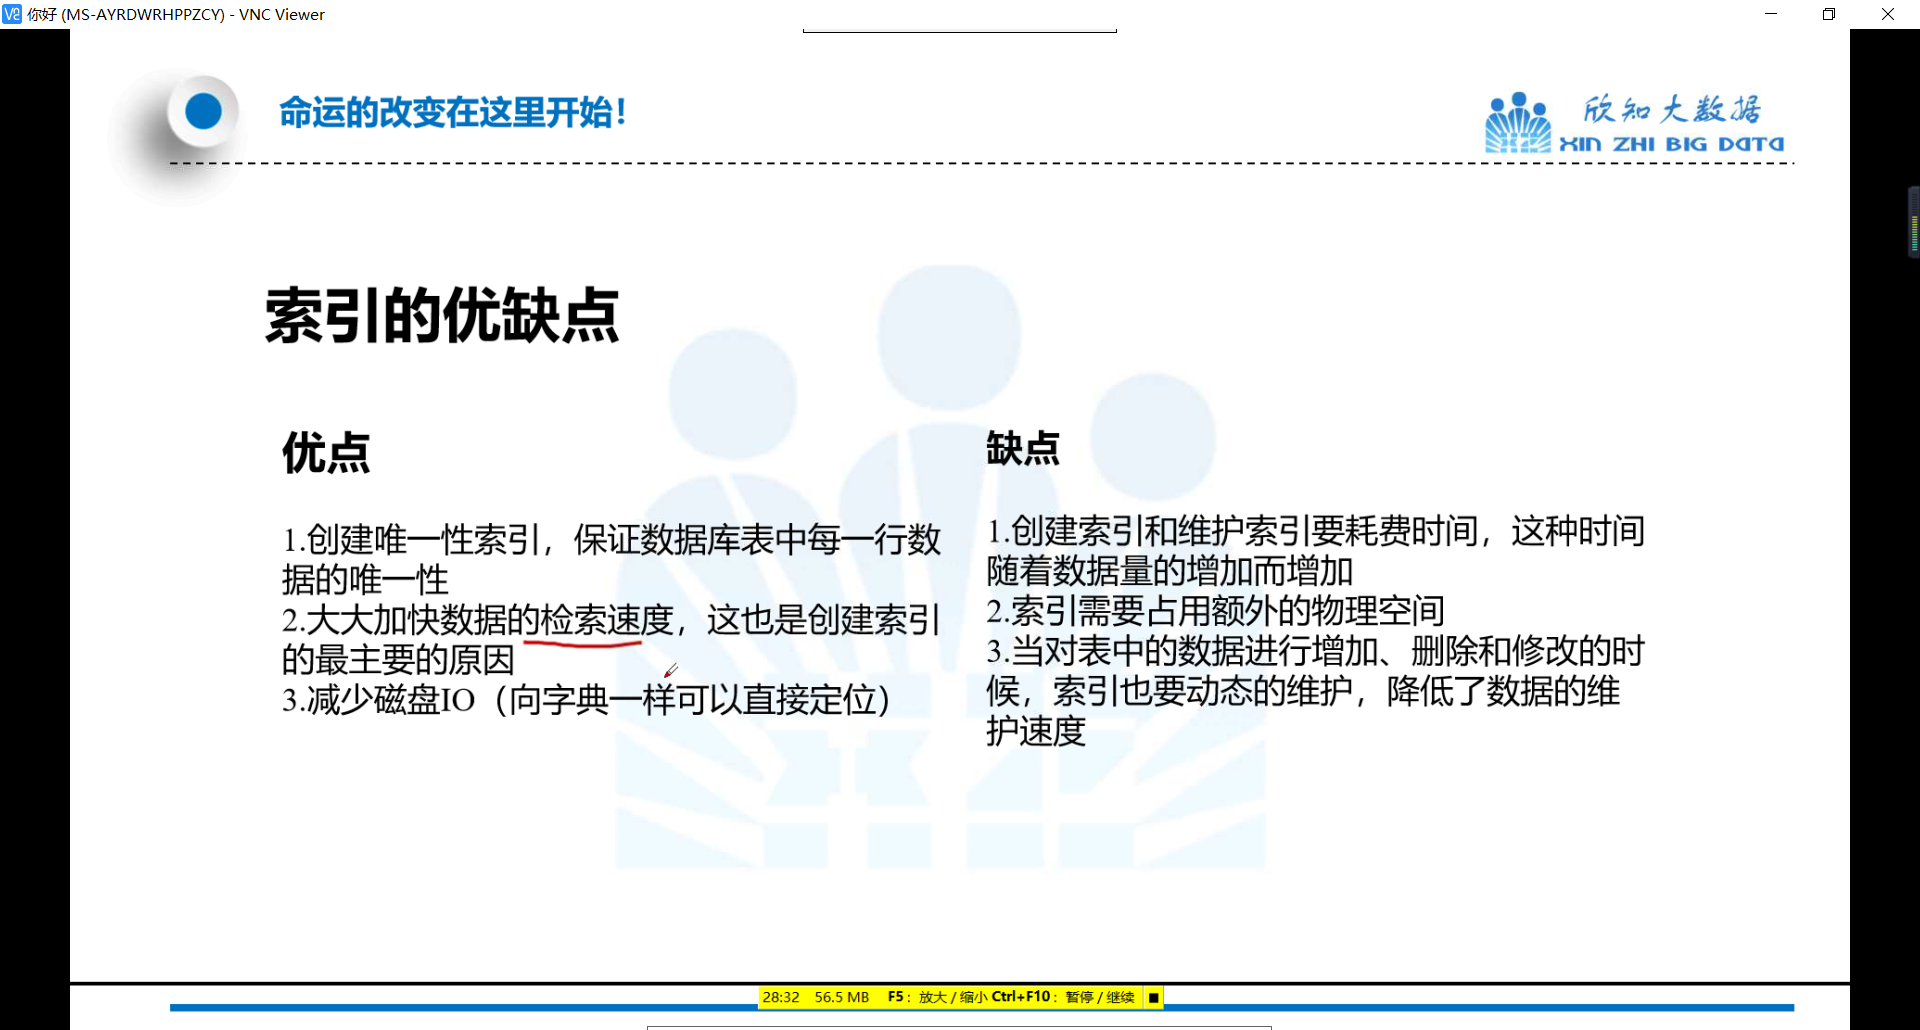 你好 (MS-AYRDWRHPPZCY) - VNC Viewer
命运的改变在这里开始！
欣知大数据
XIN ZHI BIG DATA
索引的优缺点
优点
1.创建唯一性索引，保证数据库表中每一行数
据的唯一性
2.大大加快数据的检索速度，这也是创建索引
的最主要的原因
3.减少磁盘IO（向字典一样可以直接定位）
缺点
1.创建索引和维护索引要耗费时间，这种时间
随着数据量的增加而增加
2.索引需要占用额外的物理空间
3.当对表中的数据进行增加、删除和修改的时
候，索引也要动态的维护，降低了数据的维
护速度
28:32 56.5 MB F5：放大 / 缩小 Ctrl+F10：暂停 / 继续